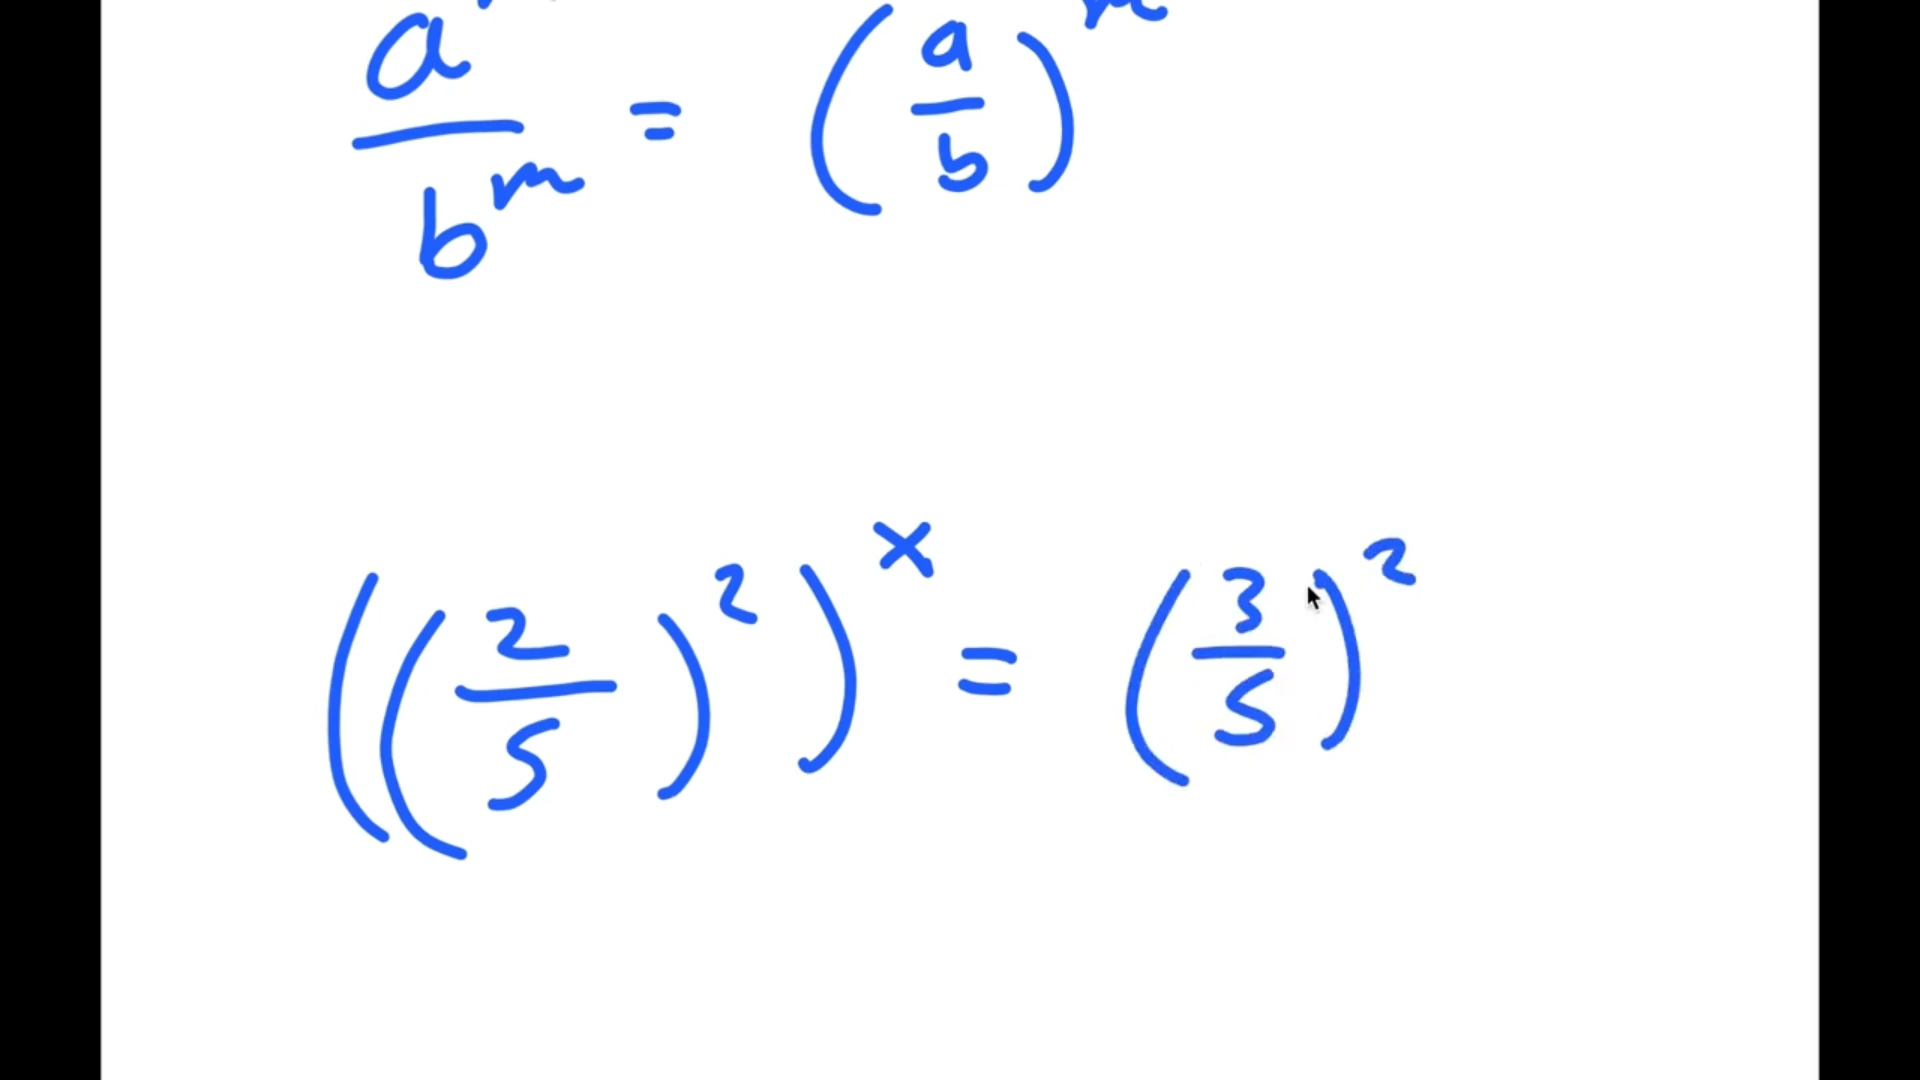 a^m/b^m = (a/b)^m
((2/5)^2)^x = (3/5)^2